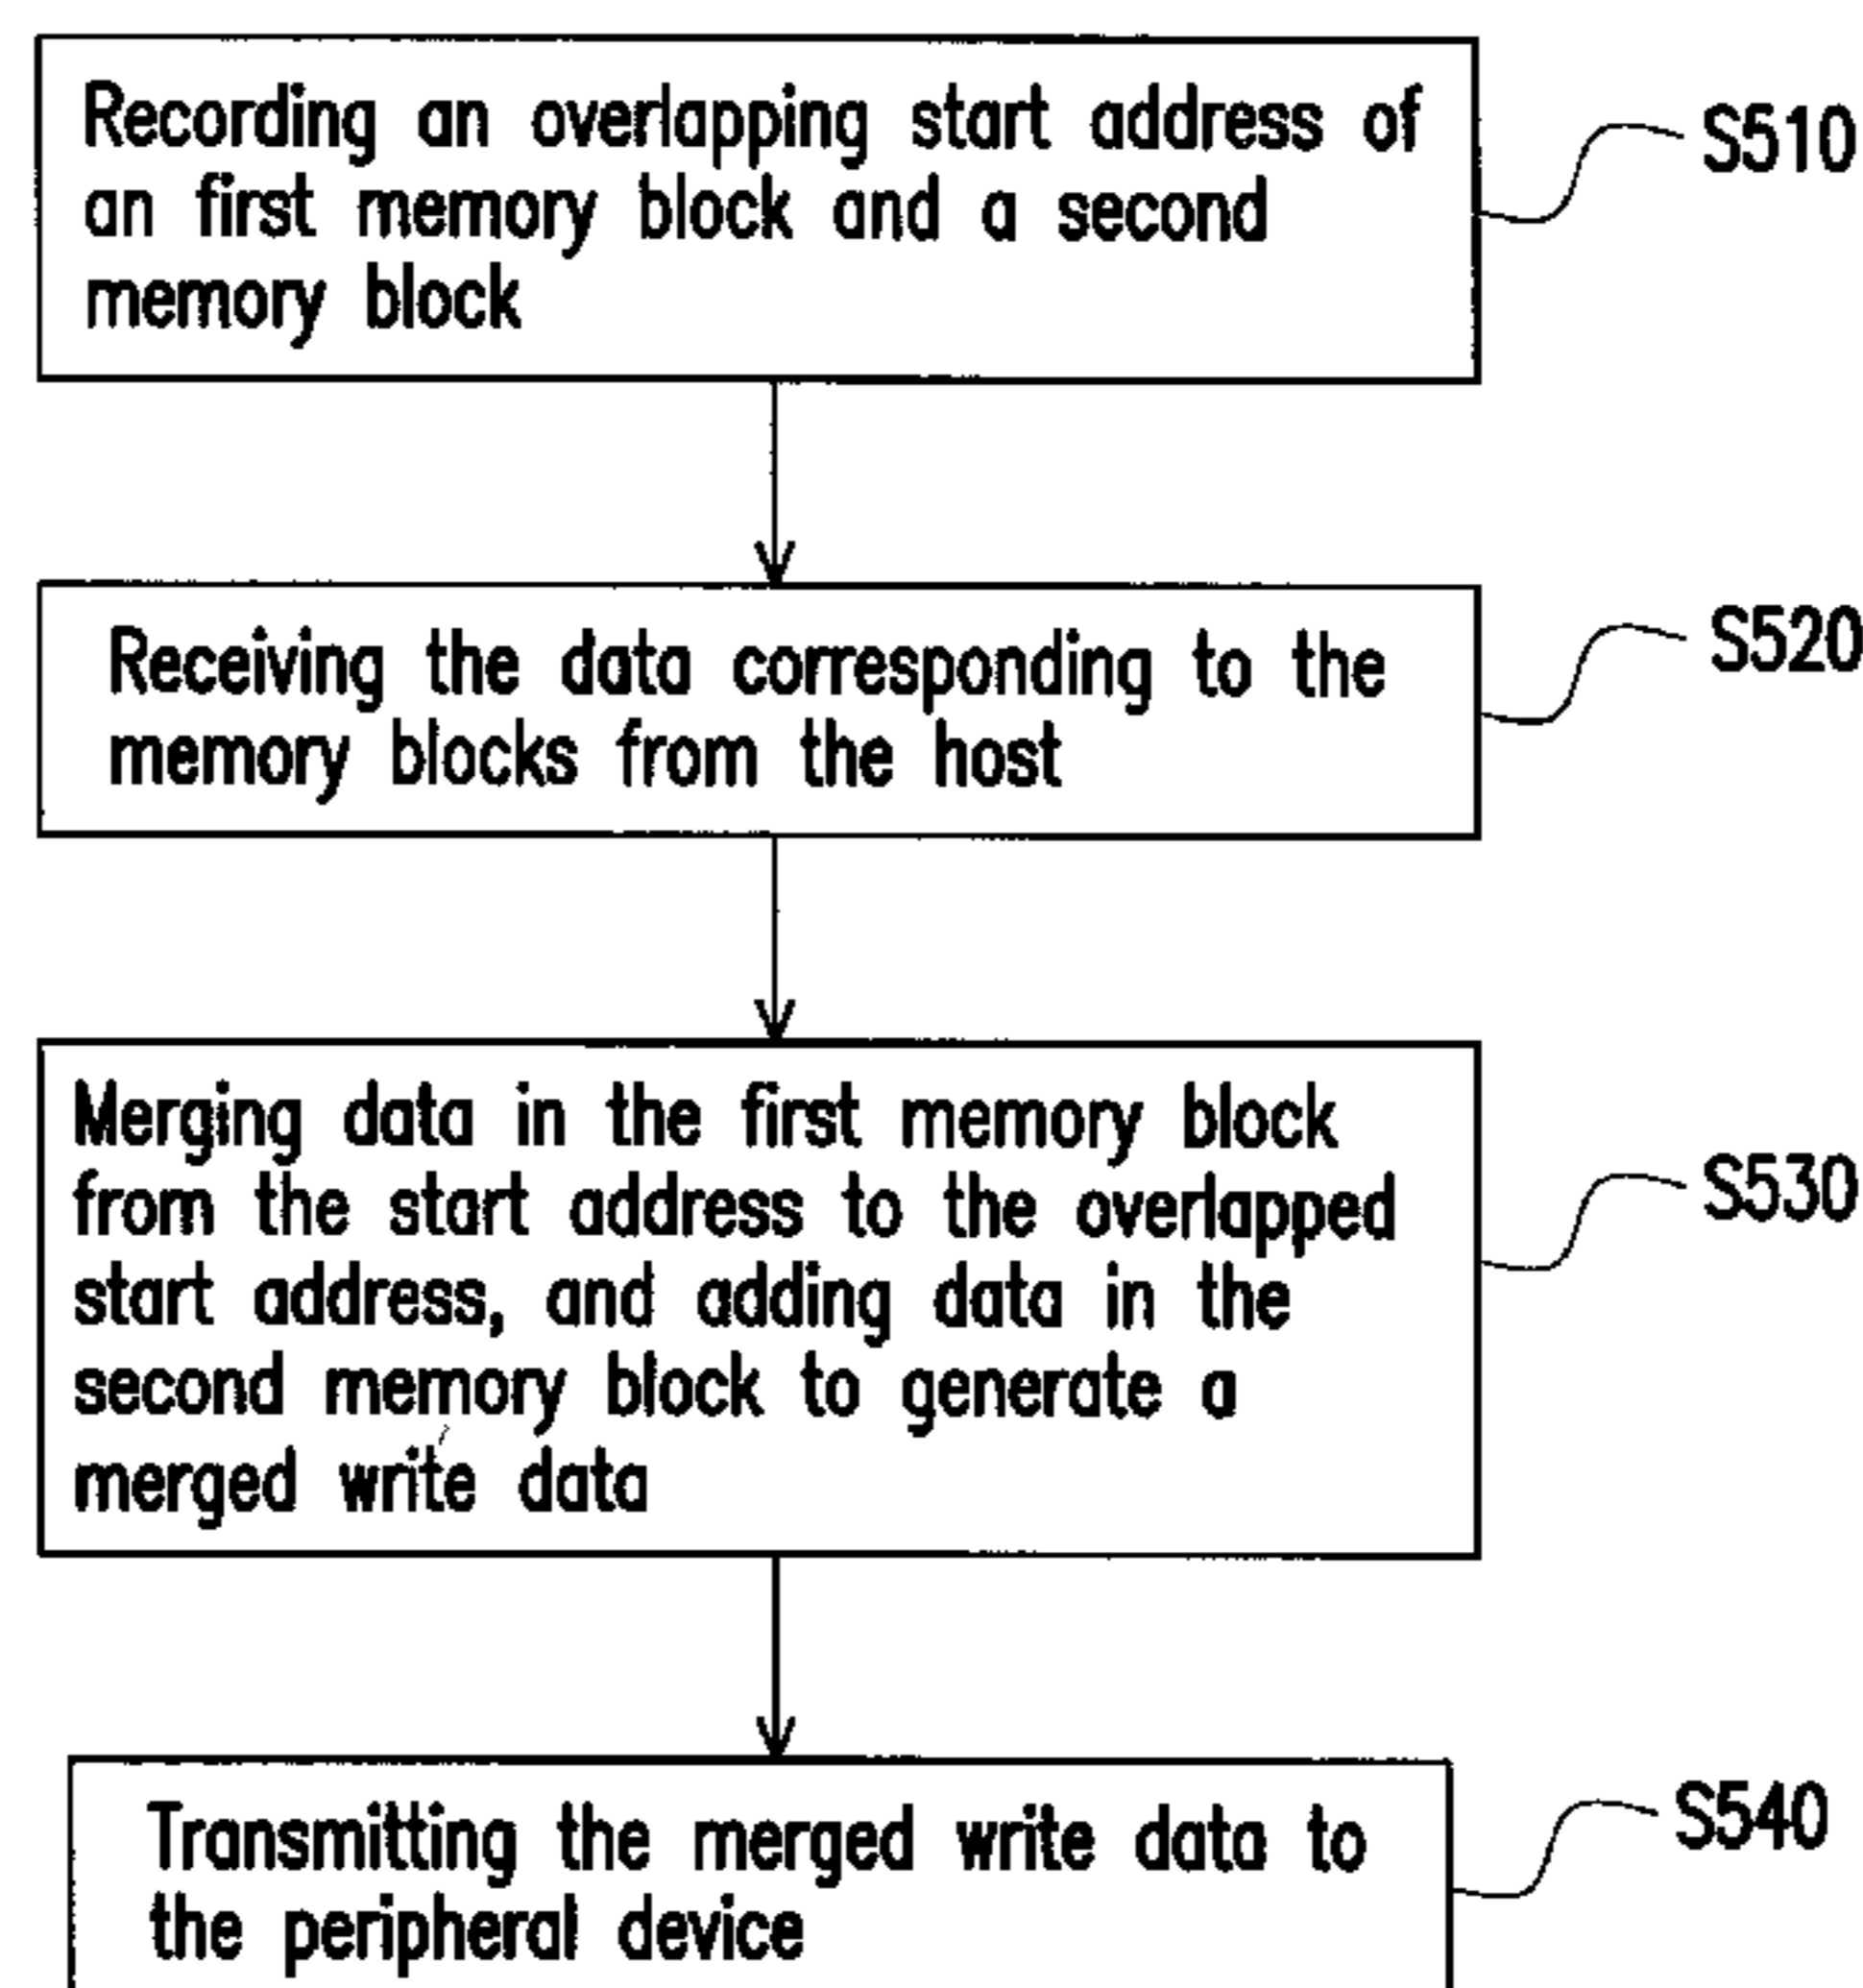 Recording an overlapping start address of
an first memory block and a second
memory block
S510
Receiving the data corresponding to the
memory blocks from the host
S520
Merging data in the first memory block
from the start address to the overlapped
start address, and adding data in the
second memory block to generate a
merged write data
S530
Transmitting the merged write data to
the peripheral device
S540